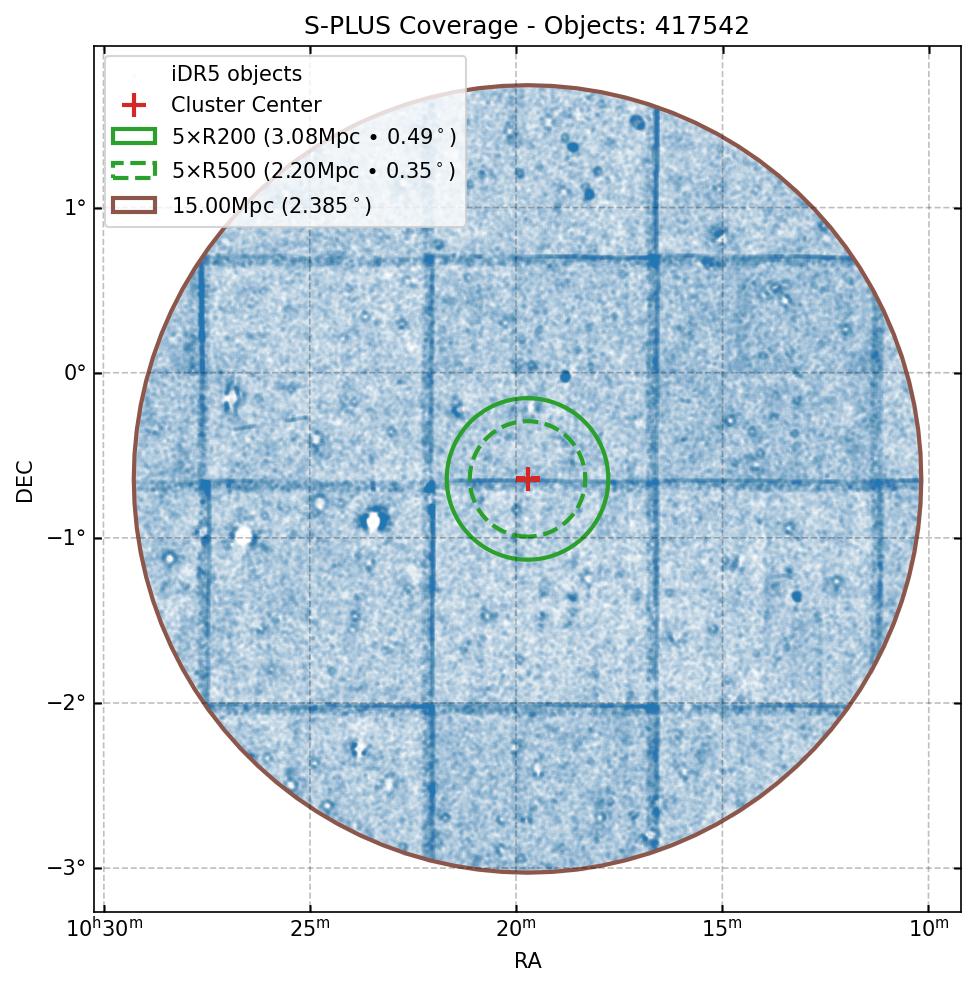 S-PLUS Coverage - Objects: 417542
iDR5 objects
Cluster Center
5×R200 (3.08Mpc • 0.49°)
5×R500 (2.20Mpc • 0.35°)
15.00Mpc (2.385°)
1°
0°
−1°
−2°
−3°
DEC
10ʰ30ᵐ 25ᵐ 20ᵐ 15ᵐ 10ᵐ
RA